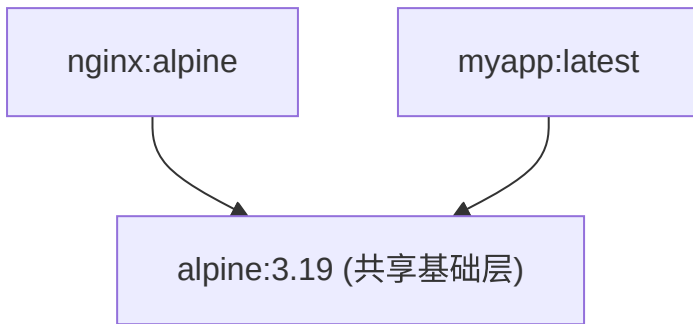 nginx:alpine
myapp:latest
alpine:3.19 (共享基础层)